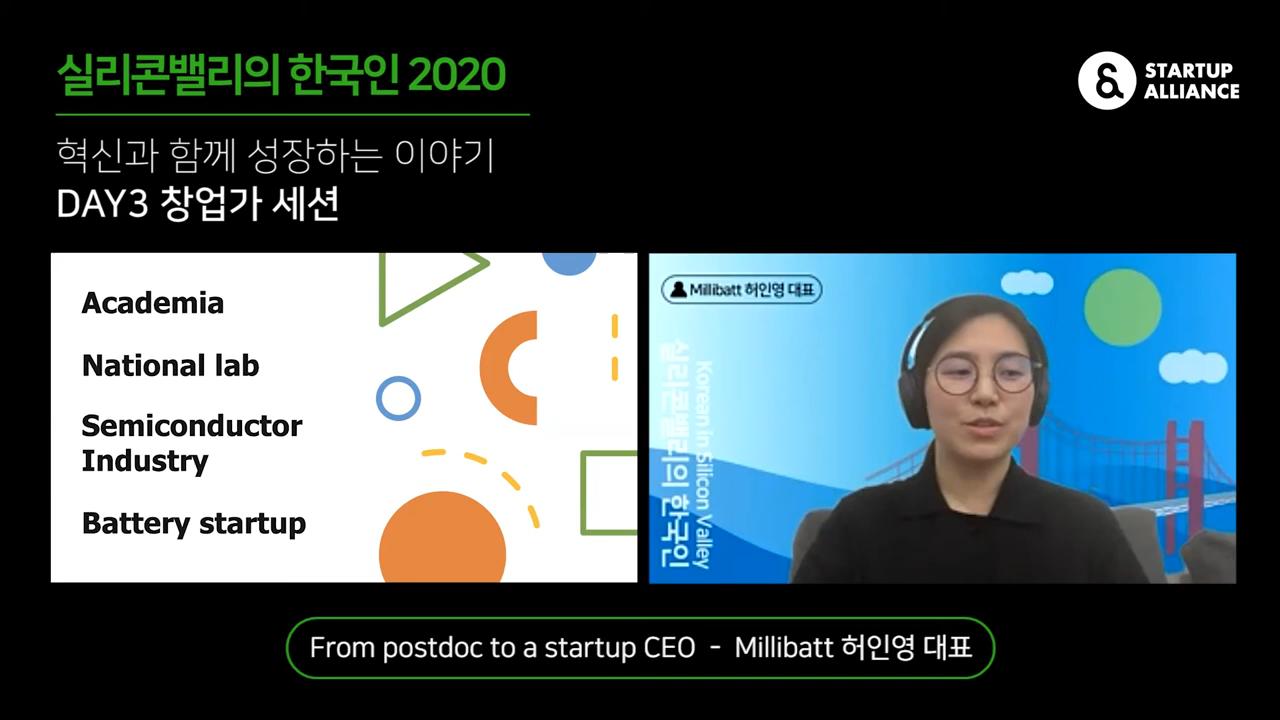 실리콘밸리의 한국인 2020
STARTUP
ALLIANCE
혁신과 함께 성장하는 이야기
DAY3 창업가 세션
Academia
National lab
Semiconductor
Industry
Battery startup
Millibatt 허인영 대표
Korean in Silicon Valley
실리콘밸리의 한국인
From postdoc to a startup CEO - Millibatt 허인영 대표